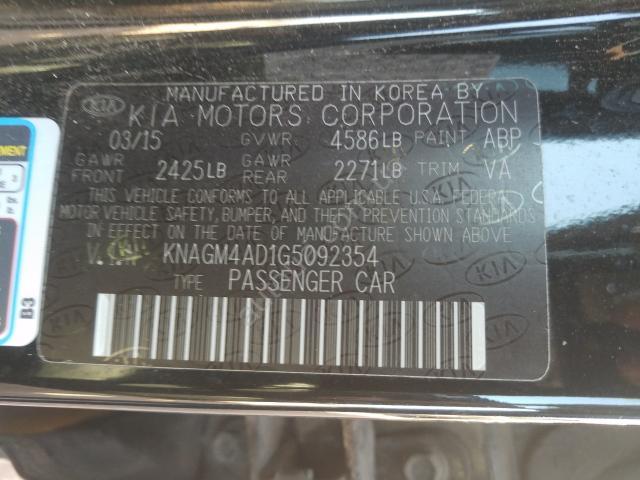 MANUFACTURED IN KOREA BY
KIA KIA MOTORS CORPORATION
03/15 GVWR 4586LB PAINT ABP
GAWR FRONT 2425LB GAWR REAR 2271LB TRIM VA
THIS VEHICLE CONFORMS TO ALL APPLICABLE U.S.A. FEDERAL
MOTOR VEHICLE SAFETY, BUMPER, AND THEFT PREVENTION STANDARDS
IN EFFECT ON THE DATE OF MANUFACTURE SHOWN ABOVE.
KNAGM4AD1G5092354
TYPE PASSENGER CAR
B3